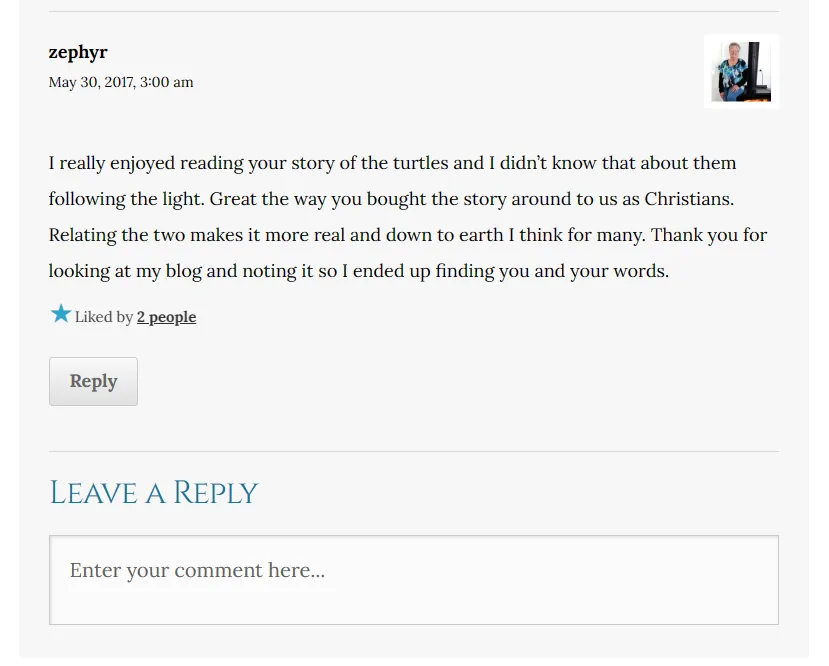 zephyr
May 30, 2017, 3:00 am
I really enjoyed reading your story of the turtles and I didn’t know that about them
following the light. Great the way you bought the story around to us as Christians.
Relating the two makes it more real and down to earth I think for many. Thank you for
looking at my blog and noting it so I ended up finding you and your words.
Liked by 2 people
Reply
Leave a Reply
Enter your comment here...